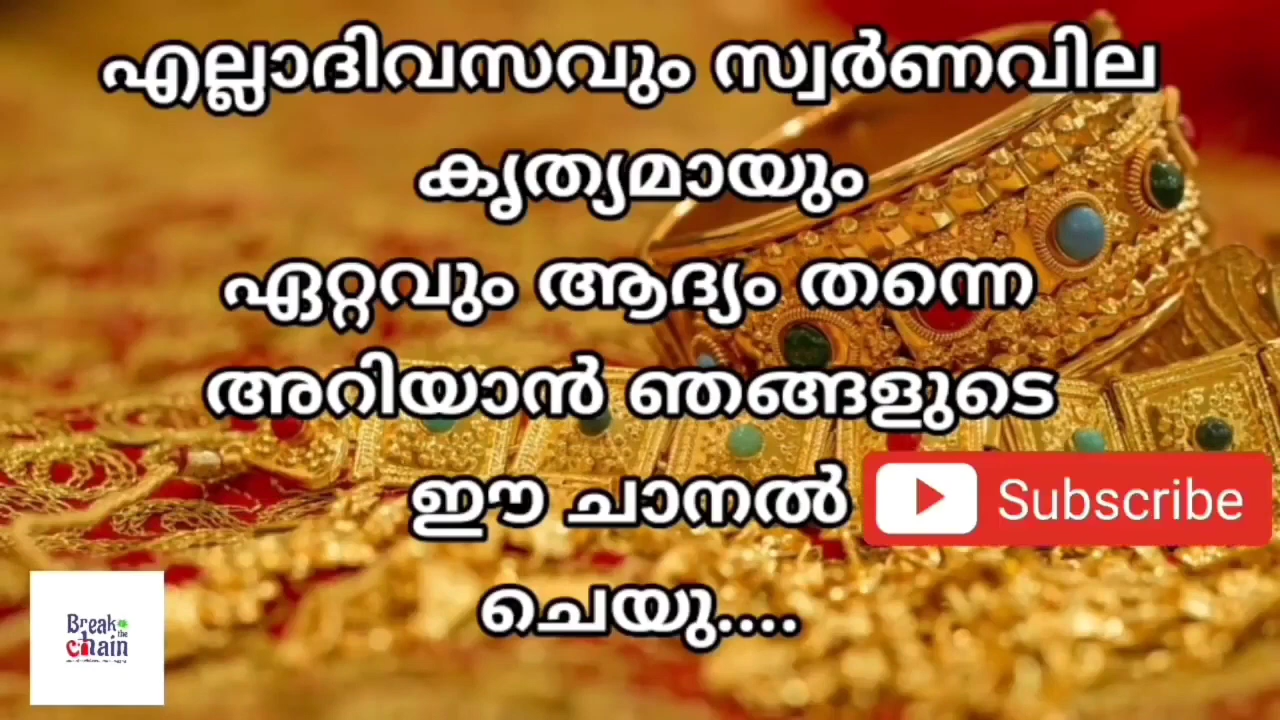 എല്ലാദിവസവും സ്വർണവില
കൃത്യമായും
ഏറ്റവും ആദ്യം തന്നെ
അറിയാൻ ഞങ്ങളുടെ
ഈ ചാനൽ Subscribe
ചെയു....
Break
the
chain